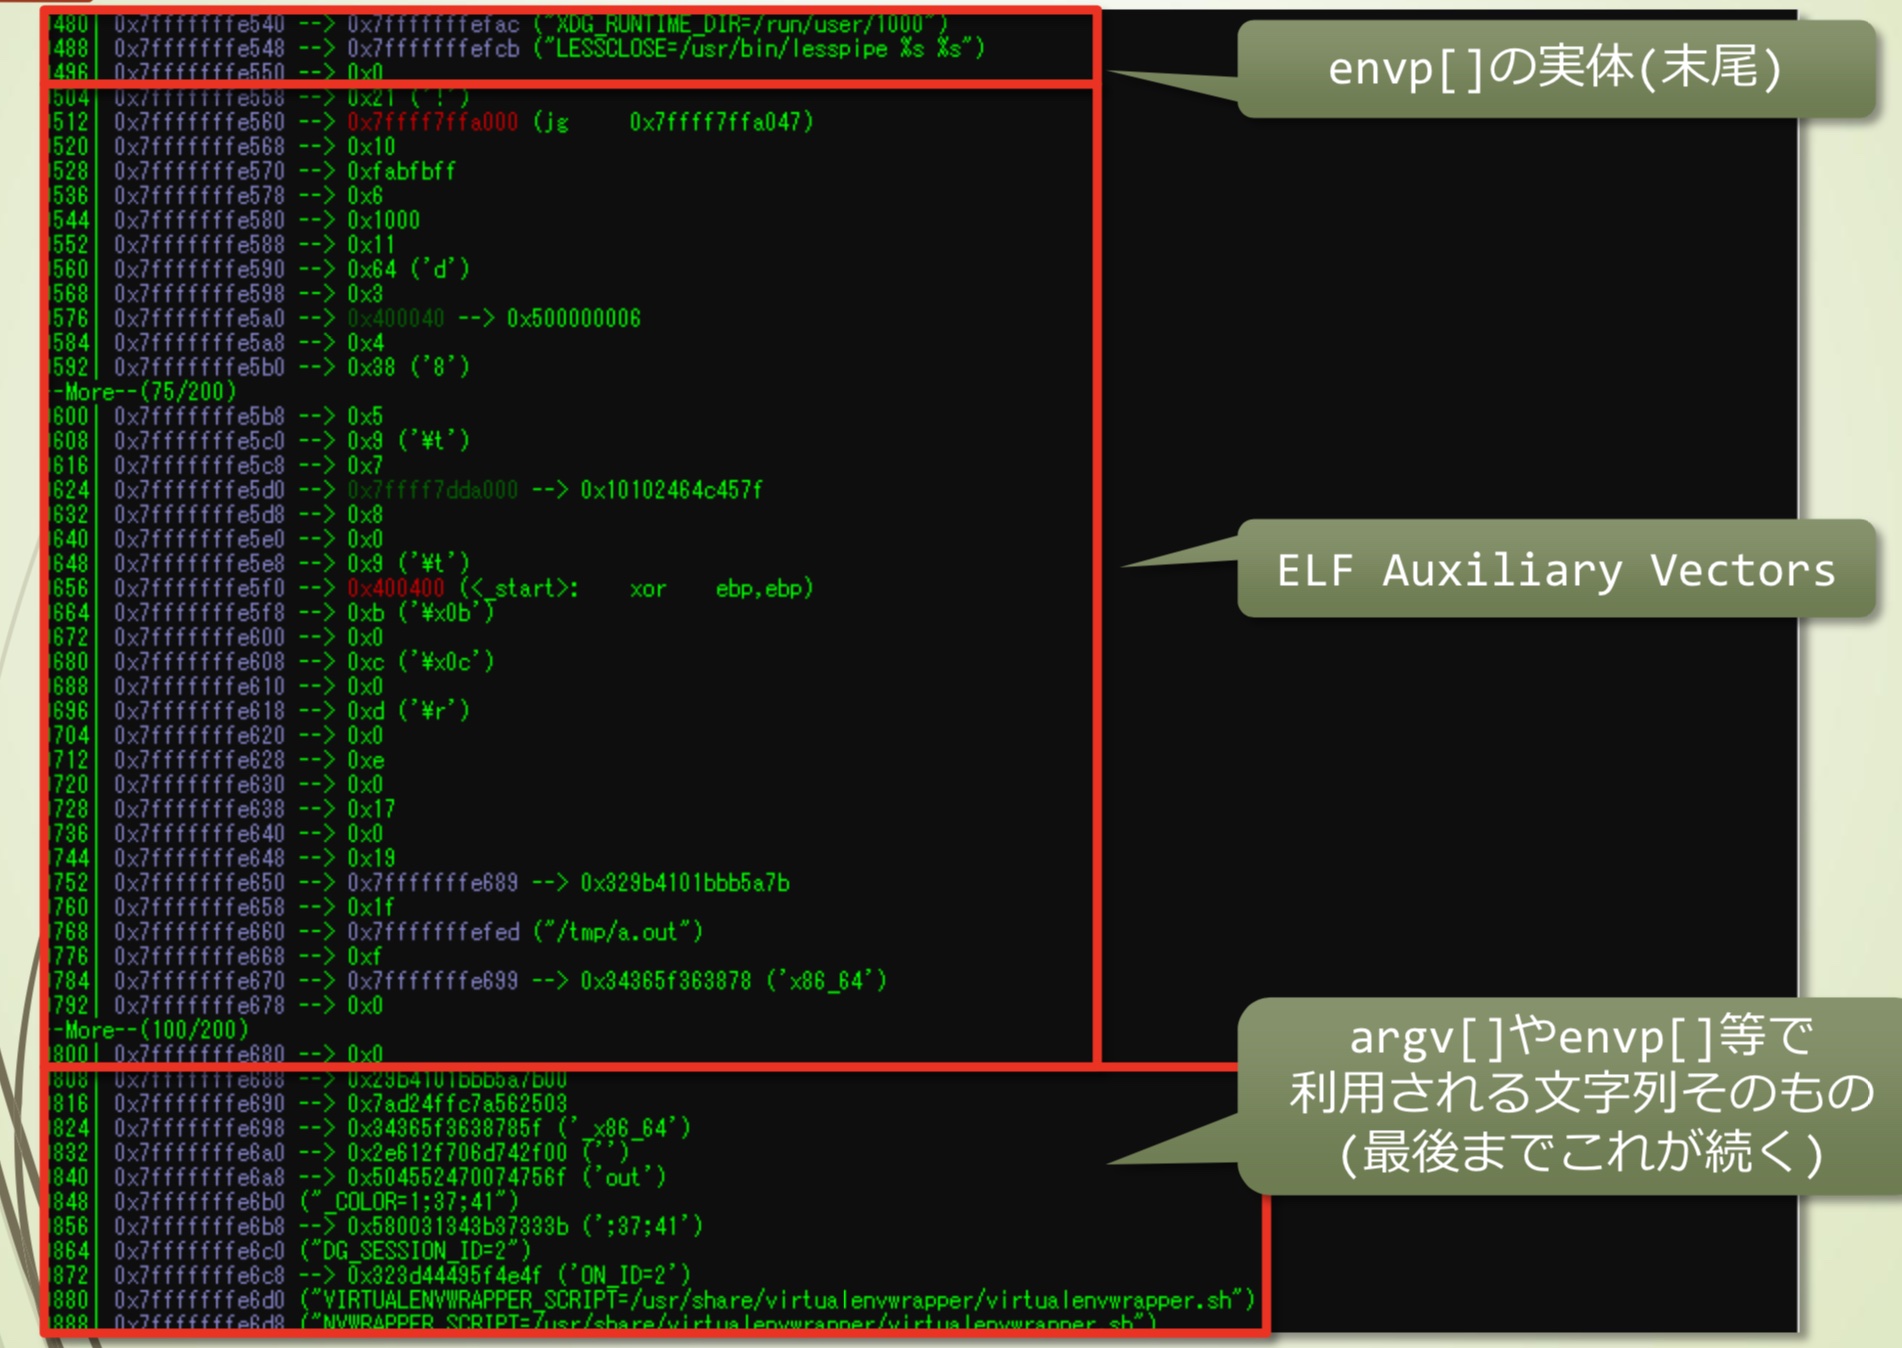 480| 0x7fffffffe540 --> 0x7fffffffefac ("XDG_RUNTIME_DIR=/run/user/1000")
488| 0x7fffffffe548 --> 0x7fffffffefcb ("LESSCLOSE=/usr/bin/lesspipe %s %s")
496| 0x7fffffffe550 --> 0x0
envp[]の実体(末尾)
504| 0x7fffffffe558 --> 0x21 ('!')
512| 0x7fffffffe560 --> 0x7ffff7ffa000 (jg     0x7ffff7ffa047)
520| 0x7fffffffe568 --> 0x10
528| 0x7fffffffe570 --> 0xfabfbff
536| 0x7fffffffe578 --> 0x6
544| 0x7fffffffe580 --> 0x1000
552| 0x7fffffffe588 --> 0x11
560| 0x7fffffffe590 --> 0x64 ('d')
568| 0x7fffffffe598 --> 0x3
576| 0x7fffffffe5a0 --> 0x400040 --> 0x500000006
584| 0x7fffffffe5a8 --> 0x4
592| 0x7fffffffe5b0 --> 0x38 ('8')
-More--(75/200)
600| 0x7fffffffe5b8 --> 0x5
608| 0x7fffffffe5c0 --> 0x9 ('¥t')
616| 0x7fffffffe5c8 --> 0x7
624| 0x7fffffffe5d0 --> 0x7ffff7dda000 --> 0x10102464c457f
632| 0x7fffffffe5d8 --> 0x8
640| 0x7fffffffe5e0 --> 0x0
648| 0x7fffffffe5e8 --> 0x9 ('¥t')
656| 0x7fffffffe5f0 --> 0x400400 (<_start>:    xor    ebp,ebp)
664| 0x7fffffffe5f8 --> 0xb ('¥x0b')
672| 0x7fffffffe600 --> 0x0
680| 0x7fffffffe608 --> 0xc ('¥x0c')
688| 0x7fffffffe610 --> 0x0
696| 0x7fffffffe618 --> 0xd ('¥r')
704| 0x7fffffffe620 --> 0x0
712| 0x7fffffffe628 --> 0xe
720| 0x7fffffffe630 --> 0x0
728| 0x7fffffffe638 --> 0x17
736| 0x7fffffffe640 --> 0x0
744| 0x7fffffffe648 --> 0x19
752| 0x7fffffffe650 --> 0x7fffffffe689 --> 0x329b4101bbb5a7b
760| 0x7fffffffe658 --> 0x1f
768| 0x7fffffffe660 --> 0x7fffffffefed ("/tmp/a.out")
776| 0x7fffffffe668 --> 0xf
784| 0x7fffffffe670 --> 0x7fffffffe699 --> 0x34365f363878 ('x86_64')
792| 0x7fffffffe678 --> 0x0
-More--(100/200)
800| 0x7fffffffe680 --> 0x0
ELF Auxiliary Vectors
808| 0x7fffffffe688 --> 0x29b4101bbb5a7b00
816| 0x7fffffffe690 --> 0x7ad24ffc7a562503
824| 0x7fffffffe698 --> 0x34365f3638785f ('_x86_64')
832| 0x7fffffffe6a0 --> 0x2e612f706d742f00 ('')
840| 0x7fffffffe6a8 --> 0x504552470074756f ('out')
848| 0x7fffffffe6b0 ("_COLOR=1;37;41")
856| 0x7fffffffe6b8 --> 0x580031343b37333b (';37;41')
864| 0x7fffffffe6c0 ("DG_SESSION_ID=2")
872| 0x7fffffffe6c8 --> 0x323d44495f4e4f ('ON_ID=2')
880| 0x7fffffffe6d0 ("VIRTUALENVWRAPPER_SCRIPT=/usr/share/virtualenvwrapper/virtualenvwrapper.sh")
888| 0x7fffffffe6d8 ("NVWRAPPER_SCRIPT=/usr/share/virtualenvwrapper/virtualenvwrapper.sh")
argv[]やenvp[]等で
利用される文字列そのもの
(最後までこれが続く)